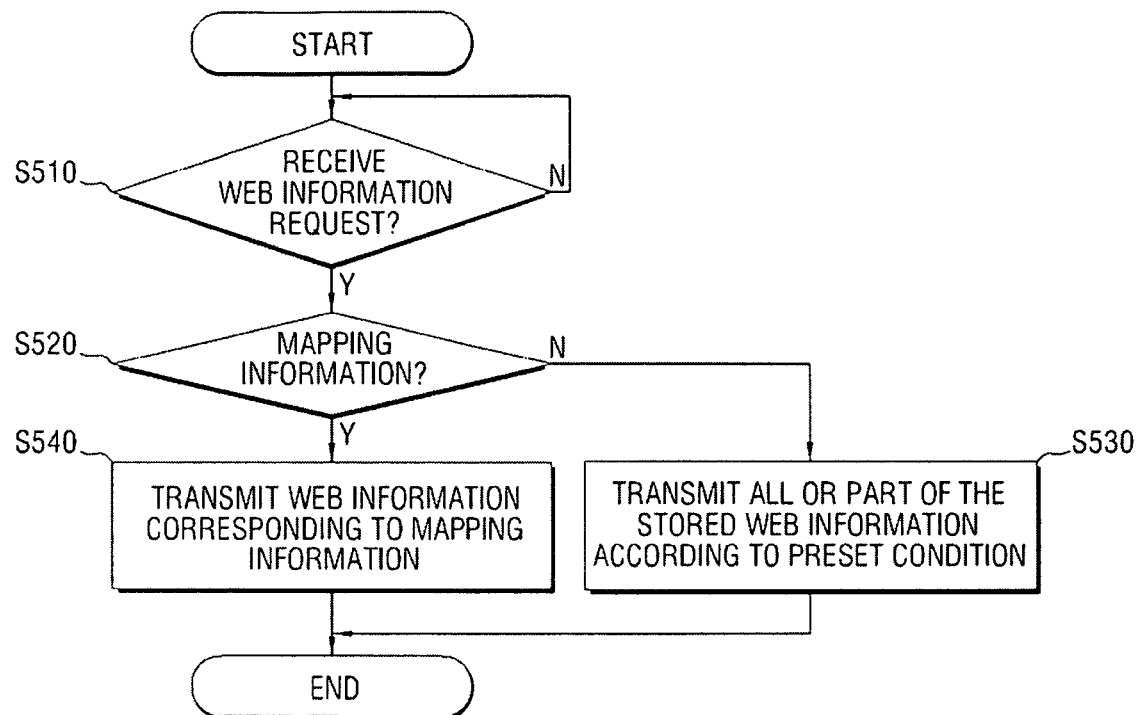 START
S510
RECEIVE
WEB INFORMATION
REQUEST?
N
Y
S520
MAPPING
INFORMATION?
N
Y
S540
TRANSMIT WEB INFORMATION
CORRESPONDING TO MAPPING
INFORMATION
S530
TRANSMIT ALL OR PART OF THE
STORED WEB INFORMATION
ACCORDING TO PRESET CONDITION
END